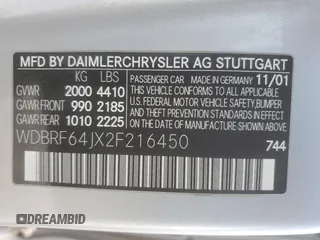 MFD BY DAIMLERCHRYSLER AG STUTTGART
KG LBS
GVWR 2000 4410
GAWR FRONT 990 2185
GAWR REAR 1010 2225
PASSENGER CAR MADE IN GERMANY 11/01
THIS VEHICLE CONFORMS TO ALL APPLICABLE
U.S. FEDERAL MOTOR VEHICLE SAFETY, BUMPER,
AND THEFT PREVENTION STANDARDS IN EFFECT
ON THE DATE OF MANUFACTURE SHOWN ABOVE.
WDBRF64JX2F216450
744
DREAMBID